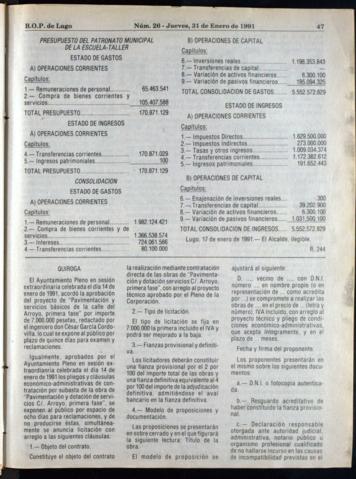 B.O.P. de Lugo
Núm. 26 - Jueves, 31 de Enero de 1991
47
PRESUPUESTO DEL PATRONATO MUNICIPAL
DE LA ESCUELA-TALLER
ESTADO DE GASTOS
A) OPERACIONES CORRIENTES
Capítulos:
1.— Remuneraciones de personal... 65.463.541
2.— Compra de bienes corrientes y
servicios... 105.407.588
TOTAL PRESUPUESTO... 170.871.129
ESTADO DE INGRESOS
A) OPERACIONES CORRIENTES
Capítulos:
4.— Transferencias corrientes... 170.871.029
5.— Ingresos patrimoniales... 100
TOTAL PRESUPUESTO... 170.871.129
CONSOLIDACION
ESTADO DE GASTOS
A) OPERACIONES CORRIENTES
Capítulos:
1.— Remuneraciones de personal... 1.982.124.421
2.— Compra de bienes corrientes y de
servicios... 1.366.538.574
3.— Intereses... 724.061.586
4.— Transferencias corrientes... 80.100.000
B) OPERACIONES DE CAPITAL
Capítulos:
6.— Inversiones reales... 1.198.353.843
7.— Transferencias de capital...
8.— Variación de activos financieros... 6.300.100
9.— Variación de pasivos financieros... 195.094.325
TOTAL CONSOLIDACION DE GASTOS... 5.552.572.829
ESTADO DE INGRESOS
A) OPERACIONES CORRIENTES
Capítulos:
1.— Impuestos Directos... 1.629.500.000
2.— Impuestos Indirectos... 273.000.000
3.— Tasas y otros ingresos... 1.009.034.374
4.— Transferencias corrientes... 1.172.382.612
5.— Ingresos patrimoniales... 191.652.443
B) OPERACIONES DE CAPITAL
Capítulos:
6.— Enajenación de inversiones reales... 300
7.— Transferencias de capital... 39.202.900
8.— Variación de activos financieros... 6.300.100
9.— Variación de pasivos financieros... 1.031.500.100
TOTAL CONSOLIDACION DE INGRESOS... 5.552.572.829
Lugo, 17 de enero de 1991.— El Alcalde, ilegible.
R. 244
QUIROGA
El Ayuntamiento Pleno en sesión
extraordinaria celebrada el día 14 de
enero de 1991, acordó la aprobación
del proyecto de "Pavimentación y
servicios básicos de la calle del
Arroyo, primera fase", por importe
de 7.000.000 pesetas, redactado por
el ingeniero don César García Cordo-
villa, lo cual se expone al público por
plazo de quince días para examen y
reclamaciones.
Igualmente, aprobados por el
Ayuntamiento Pleno en sesión ex-
traordinaria celebrada el día 14 de
enero de 1991 los pliegos y cláusulas
económico-administrativas de con-
tratación por subasta de la obra de
"Pavimentación y dotación de servi-
cios C/. Arroyo, primera fase", se
exponen al público por espacio de
ocho días para reclamaciones, y de
no producirse éstas, simultánea-
mente se anuncia licitación con
arreglo a las siguientes cláusulas:
1.— Objeto del contrato.
Constituye el objeto del contrato
la realización mediante contratación
directa de las obras de "Pavimenta-
ción y dotación servicios C/. Arroyo,
primera fase", con arreglo al proyecto
técnico aprobado por el Pleno de la
Corporación.
2.— Tipo de licitación.
El tipo de licitación se fija en
7.000.000 la primera incluido el IVA y
podrá ser mejorado a la baja.
3.— Fianzas provisional y definiti-
va.
Los licitadores deberán constituir
una fianza provisional por el 2 por
100 del importe total de las obras y
una fianza definitiva equivalente al 4
por 100 del importe de la adjudicación
definitiva, admitiéndose el aval
bancario en la fianza definitiva.
4.— Modelo de proposiciones y
documentación.
Las proposiciones se presentarán
en sobre cerrado y en el que figurará
la siguiente lectura: Título de la
obra.
El modelo de proposición se
ajustará al siguiente:
D. ... vecino de ... con D.N.I.
número ... en nombre propio (o en
representación de ... como acredita
por ...) se compromete a realizar las
obras de ... en el precio de ... (letra y
número), IVA incluido, con arreglo al
proyecto técnico y pliego de condi-
ciones económico-administrativas,
que acepta íntegramente, y en el
plazo de ... meses.
Fecha y firma del proponente.
Los proponentes presentarán en
el mismo sobre los siguientes docu-
mentos:
a.— D.N.I. o fotocopia autentica-
da.
b.— Resguardo acreditativo de
haber constituido la fianza provisio-
nal.
c.— Declaración responsable
otorgada ante autoridad judicial,
administrativa, notario público u
organismo profesional cualificado
de no hallarse incurso en las causas
de incompatibilidad previstas en el